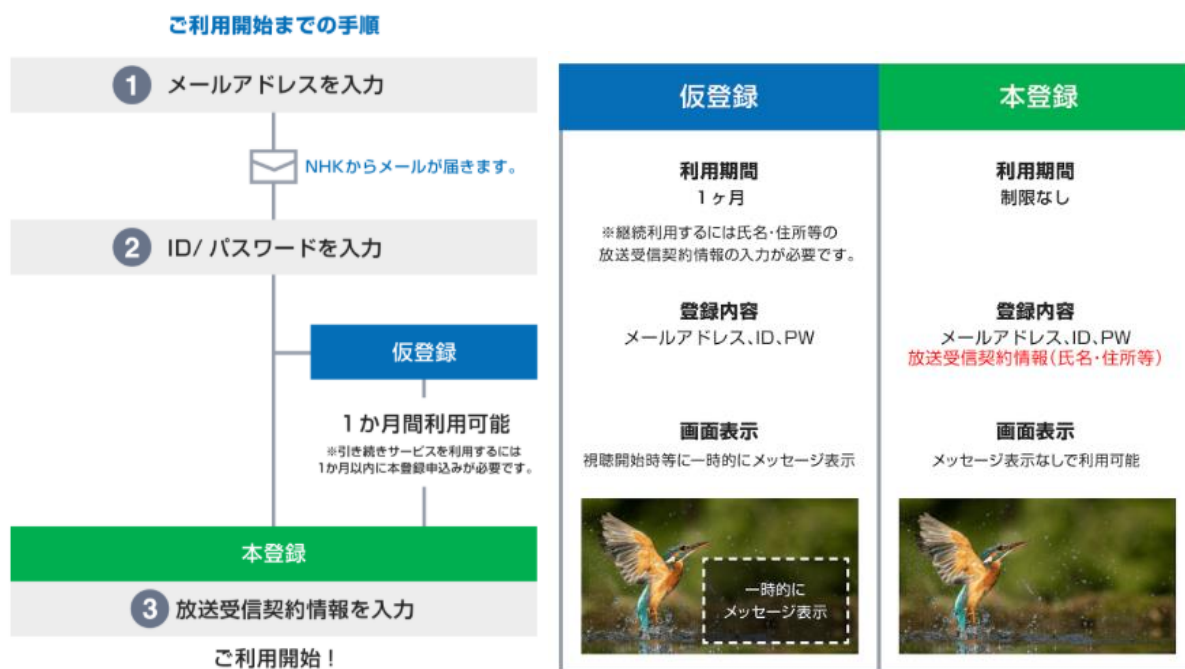 ご利用開始までの手順
1 メールアドレスを入力
NHKからメールが届きます。
2 ID/パスワードを入力
仮登録
1か月間利用可能
※引き続きサービスを利用するには
1か月以内に本登録申込みが必要です。
本登録
3 放送受信契約情報を入力
ご利用開始!
仮登録
利用期間
1ヶ月
※継続利用するには氏名・住所等の
放送受信契約情報の入力が必要です。
登録内容
メールアドレス、ID、PW
画面表示
視聴開始時等に一時的にメッセージ表示
一時的に
メッセージ表示
本登録
利用期間
制限なし
登録内容
メールアドレス、ID、PW
放送受信契約情報(氏名・住所等)
画面表示
メッセージ表示なしで利用可能